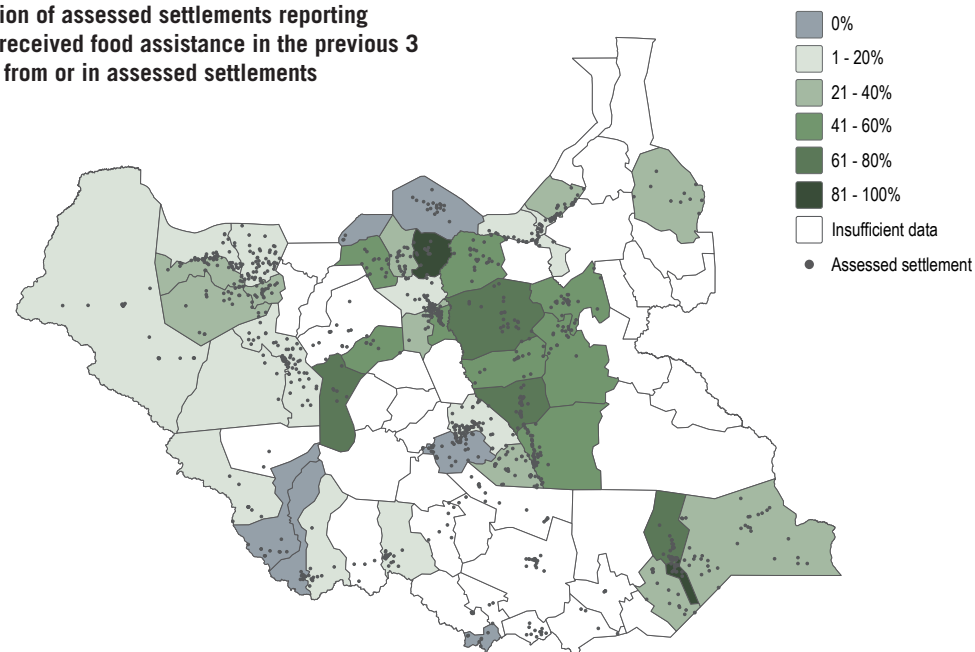 ion of assessed settlements reporting
received food assistance in the previous 3
from or in assessed settlements
0%
1 - 20%
21 - 40%
41 - 60%
61 - 80%
81 - 100%
Insufficient data
Assessed settlement